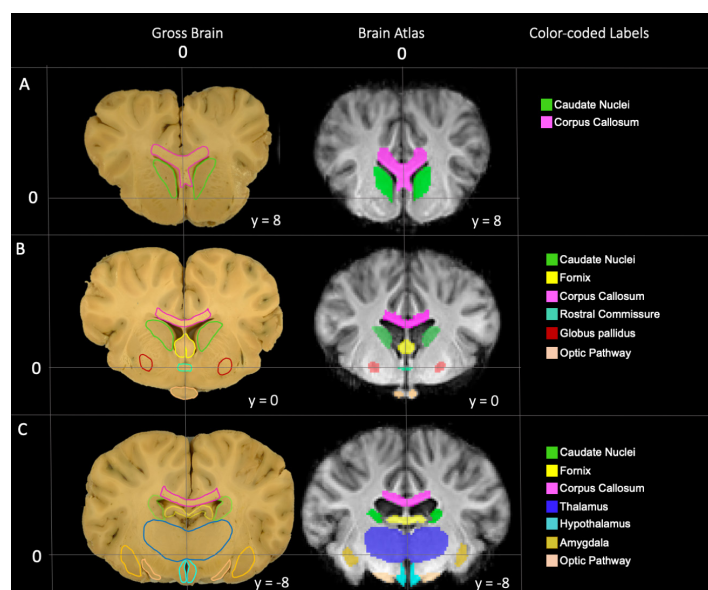 Gross Brain Brain Atlas Color-coded Labels
0 0
A
Caudate Nuclei
Corpus Callosum
0
y = 8 y = 8
B
Caudate Nuclei
Fornix
Corpus Callosum
Rostral Commissure
Globus pallidus
Optic Pathway
0
y = 0 y = 0
C
Caudate Nuclei
Fornix
Corpus Callosum
Thalamus
Hypothalamus
Amygdala
Optic Pathway
0
y = -8 y = -8